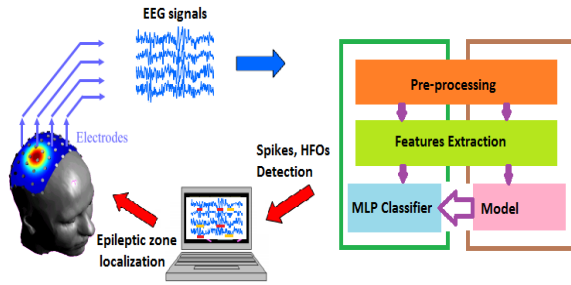 EEG signals
Electrodes
Pre-processing
Features Extraction
MLP Classifier
Model
Spikes, HFOs
Detection
Epileptic zone
localization